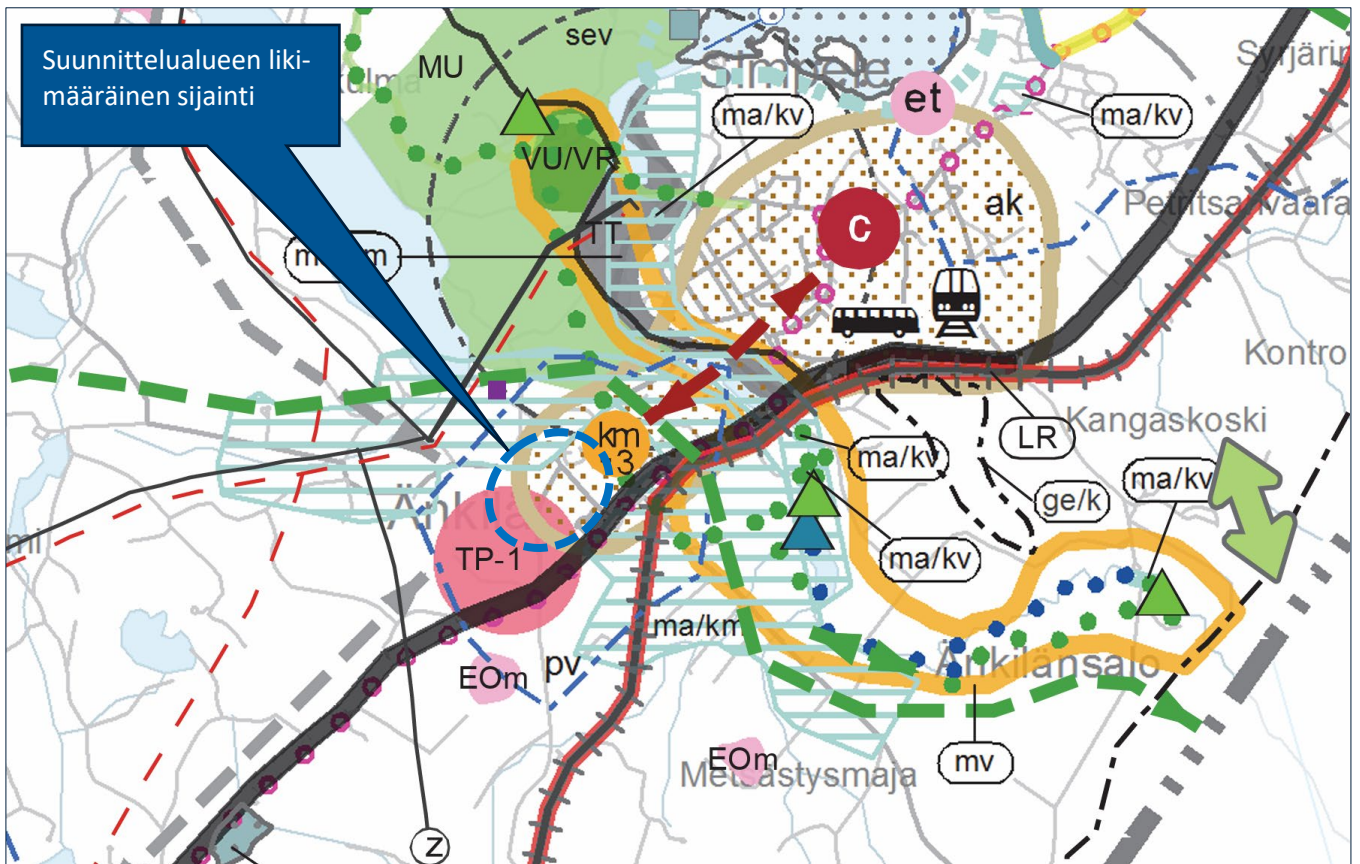 Suunnittelualueen liki-
määräinen sijainti
MU
sev
Simpele
et
ma/kv
ma/kv
Syrjärin
VU/VR
TT
ak
c
Petritsanvaara
Kontro
Kangaskoski
LR
km
3
ma/kv
ma/kv
ma/kv
ge/k
Änkilä
TP-1
ma/km
Änkilänsalo
EOm
pv
EOm
Metsästysmaja
mv
z